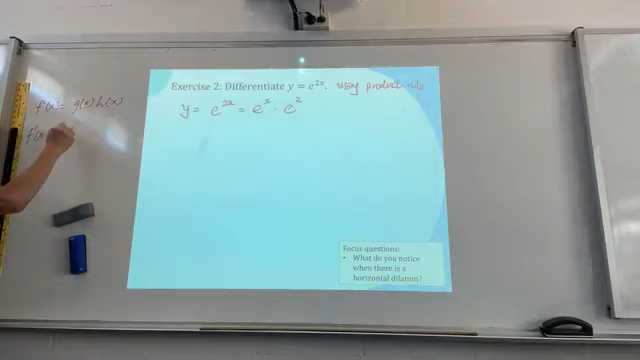 Exercise 2: Differentiate y = e^{2x}. using product rule
f(x) = g(x) h(x)
y = e^{2x} = e^x · e^x
f'(x)
Focus questions:
• What do you notice
when there is a
horizontal dilation?